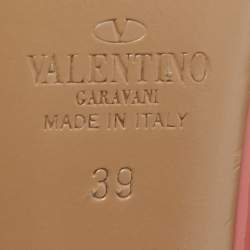 VALENTINO
GARAVANI
MADE IN ITALY
39